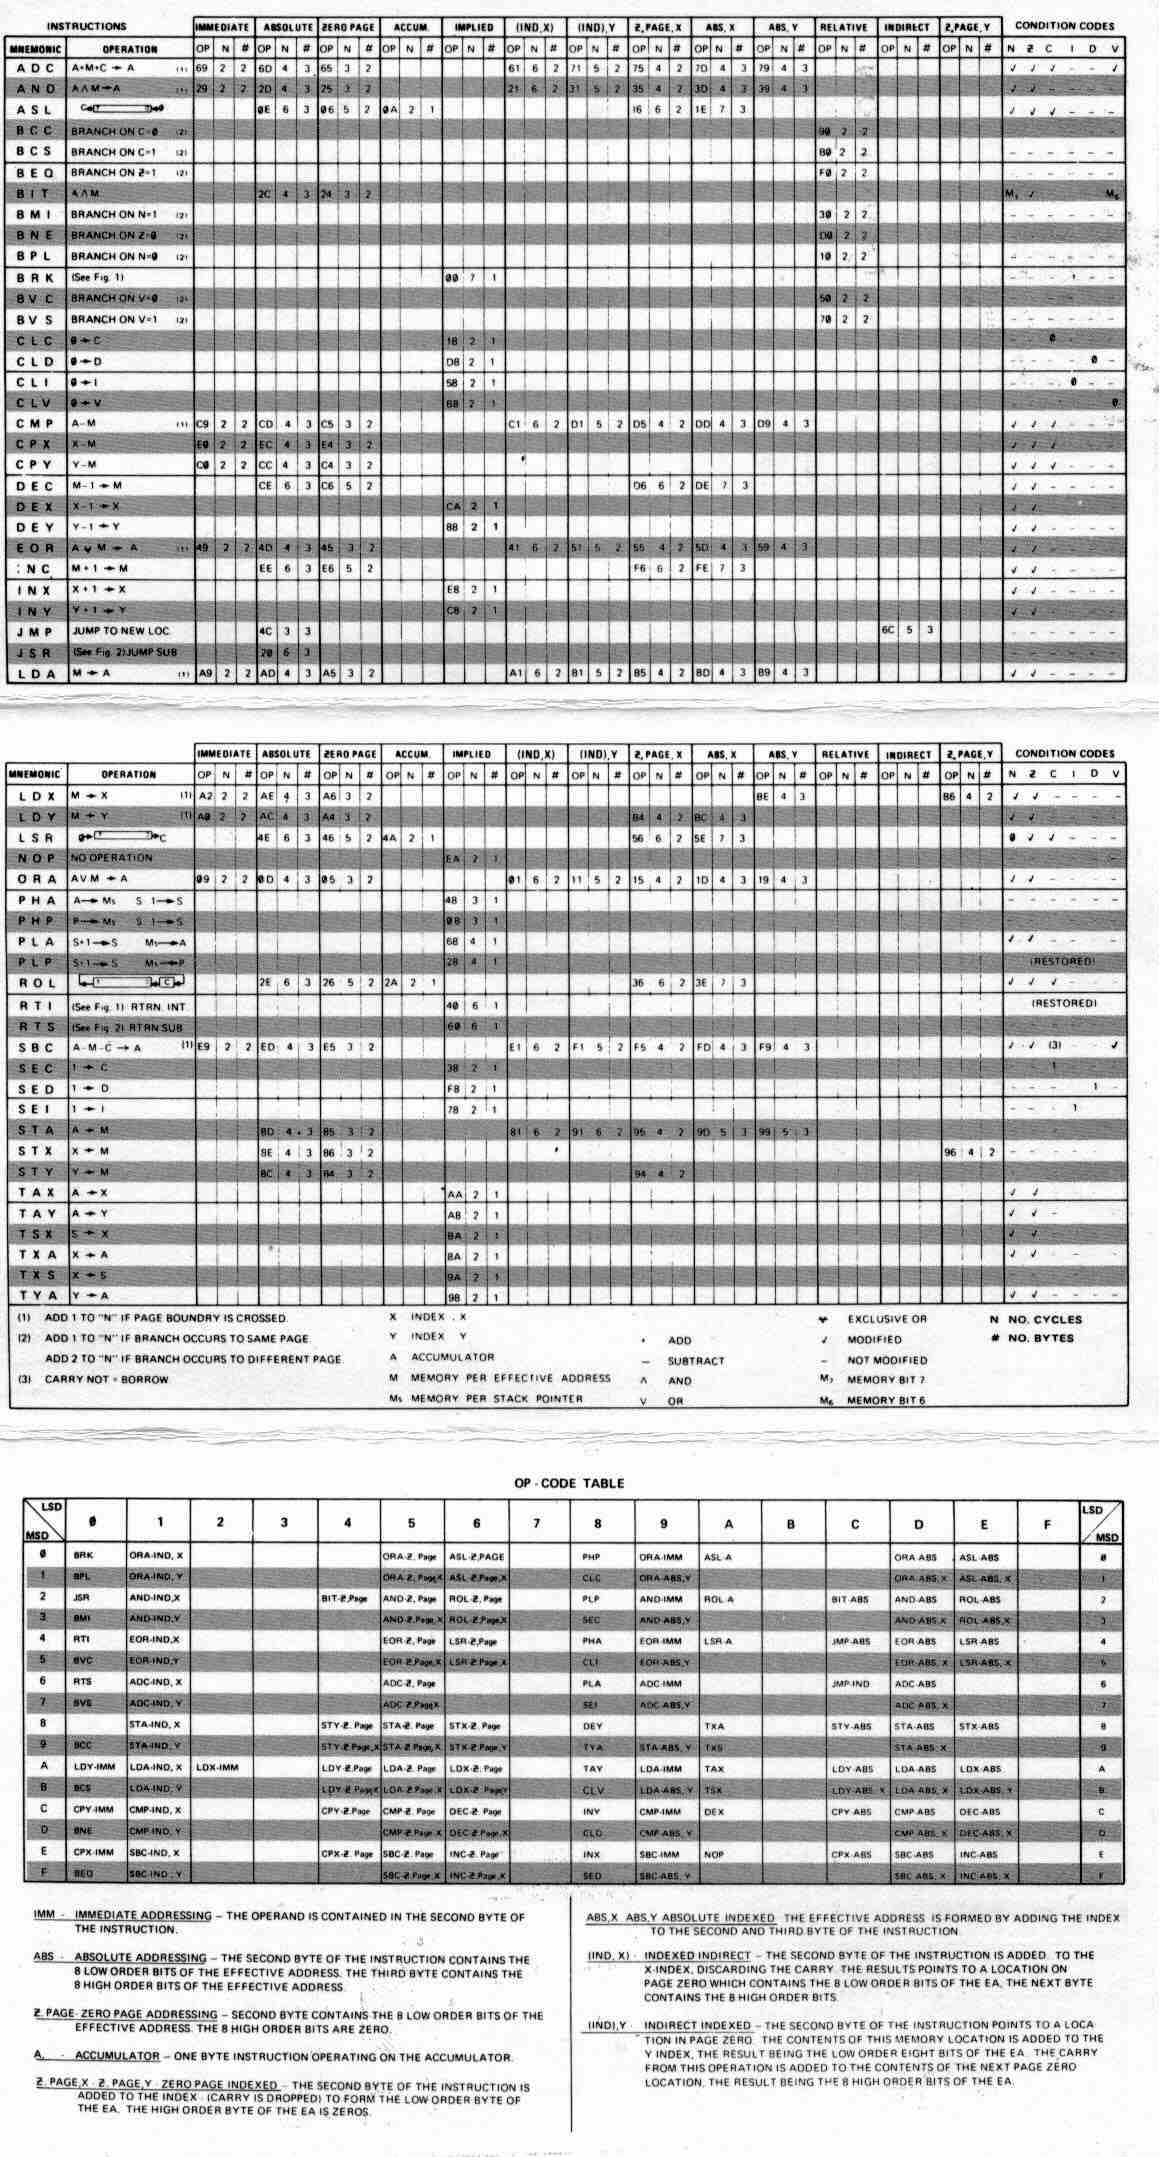 INSTRUCTIONS IMMEDIATE ABSOLUTE ZERO PAGE ACCUM. IMPLIED (IND,X) (IND),Y Z,PAGE,X ABS,X ABS,Y RELATIVE INDIRECT Z,PAGE,Y CONDITION CODES
MNEMONIC OPERATION OP N # OP N # OP N # OP N # OP N # OP N # OP N # OP N # OP N # OP N # OP N # OP N # OP N # N Z C I D V
ADC A+M+C → A (1) 69 2 2 6D 4 3 65 3 2 61 6 2 71 5 2 75 4 2 7D 4 3 79 4 3 √ √ √ – – √
AND AΛM→A (1) 29 2 2 2D 4 3 25 3 2 21 6 2 31 5 2 35 4 2 3D 4 3 39 4 3 √ √ – – – –
ASL C← 7 0 ←0 0E 6 3 06 5 2 0A 2 1 16 6 2 1E 7 3 √ √ √ – – –
BCC BRANCH ON C=0 (2) 90 2 2 – – – – – –
BCS BRANCH ON C=1 (2) B0 2 2 – – – – – –
BEQ BRANCH ON Z=1 (2) F0 2 2 – – – – – –
BIT AΛM 2C 4 3 24 3 2 M₇ √ – – – M₆
BMI BRANCH ON N=1 (2) 30 2 2 – – – – – –
BNE BRANCH ON Z=0 (2) D0 2 2 – – – – – –
BPL BRANCH ON N=0 (2) 10 2 2 – – – – – –
BRK (See Fig. 1) 00 7 1 – – – 1 – –
BVC BRANCH ON V=0 (2) 50 2 2 – – – – – –
BVS BRANCH ON V=1 (2) 70 2 2 – – – – – –
CLC 0→C 18 2 1 – – 0 – – –
CLD 0→D D8 2 1 – – – – 0 –
CLI 0→I 58 2 1 – – – 0 – –
CLV 0→V B8 2 1 – – – – – 0
CMP A–M (1) C9 2 2 CD 4 3 C5 3 2 C1 6 2 D1 5 2 D5 4 2 DD 4 3 D9 4 3 √ √ √ – – –
CPX X–M E0 2 2 EC 4 3 E4 3 2 √ √ √ – – –
CPY Y–M C0 2 2 CC 4 3 C4 3 2 √ √ √ – – –
DEC M–1→M CE 6 3 C6 5 2 D6 6 2 DE 7 3 √ √ – – – –
DEX X–1→X CA 2 1 √ √ – – – –
DEY Y–1→Y 88 2 1 √ √ – – – –
EOR A⩝M→A (1) 49 2 2 4D 4 3 45 3 2 41 6 2 51 5 2 55 4 2 5D 4 3 59 4 3 √ √ – – – –
INC M+1→M EE 6 3 E6 5 2 F6 6 2 FE 7 3 √ √ – – – –
INX X+1→X E8 2 1 √ √ – – – –
INY Y+1→Y C8 2 1 √ √ – – – –
JMP JUMP TO NEW LOC. 4C 3 3 6C 5 3 – – – – – –
JSR (See Fig. 2) JUMP SUB 20 6 3 – – – – – –
LDA M→A (1) A9 2 2 AD 4 3 A5 3 2 A1 6 2 B1 5 2 B5 4 2 BD 4 3 B9 4 3 √ √ – – – –
IMMEDIATE ABSOLUTE ZERO PAGE ACCUM. IMPLIED (IND,X) (IND),Y Z,PAGE,X ABS,X ABS,Y RELATIVE INDIRECT Z,PAGE,Y CONDITION CODES
MNEMONIC OPERATION OP N # OP N # OP N # OP N # OP N # OP N # OP N # OP N # OP N # OP N # OP N # OP N # OP N # N Z C I D V
LDX M→X (1) A2 2 2 AE 4 3 A6 3 2 BE 4 3 B6 4 2 √ √ – – – –
LDY M→Y (1) A0 2 2 AC 4 3 A4 3 2 B4 4 2 BC 4 3 √ √ – – – –
LSR 0→ 7 0 →C 4E 6 3 46 5 2 4A 2 1 56 6 2 5E 7 3 0 √ √ – – –
NOP NO OPERATION EA 2 1 – – – – – –
ORA AVM→A 09 2 2 0D 4 3 05 3 2 01 6 2 11 5 2 15 4 2 1D 4 3 19 4 3 √ √ – – – –
PHA A→Ms S 1→S 48 3 1 – – – – – –
PHP P→Ms S 1→S 08 3 1 – – – – – –
PLA S+1→S Ms→A 68 4 1 √ √ – – – –
PLP S+1→S Ms→P 28 4 1 (RESTORED)
ROL 7 0 C 2E 6 3 26 5 2 2A 2 1 36 6 2 3E 7 3 √ √ √ – – –
RTI (See Fig. 1) RTRN. INT. 40 6 1 (RESTORED)
RTS (See Fig. 2) RTRN SUB 60 6 1 – – – – – –
SBC A–M–C→A (1) E9 2 2 ED 4 3 E5 3 2 E1 6 2 F1 5 2 F5 4 2 FD 4 3 F9 4 3 √ √ (3) – – √
SEC 1→C 38 2 1 – – 1 – – –
SED 1→D F8 2 1 – – – – 1 –
SEI 1→I 78 2 1 – – – 1 – –
STA A→M 8D 4 3 85 3 2 81 6 2 91 6 2 95 4 2 9D 5 3 99 5 3 – – – – – –
STX X→M 8E 4 3 86 3 2 96 4 2 – – – – – –
STY Y→M 8C 4 3 84 3 2 94 4 2 – – – – – –
TAX A→X AA 2 1 √ √ – – – –
TAY A→Y A8 2 1 √ √ – – – –
TSX S→X BA 2 1 √ √ – – – –
TXA X→A 8A 2 1 √ √ – – – –
TXS X→S 9A 2 1 – – – – – –
TYA Y→A 98 2 1 √ √ – – – –
(1) ADD 1 TO "N" IF PAGE BOUNDRY IS CROSSED.
(2) ADD 1 TO "N" IF BRANCH OCCURS TO SAME PAGE
ADD 2 TO "N" IF BRANCH OCCURS TO DIFFERENT PAGE
(3) CARRY NOT = BORROW.
X INDEX X
Y INDEX Y
A ACCUMULATOR
M MEMORY PER EFFECTIVE ADDRESS
Ms MEMORY PER STACK POINTER
+ ADD
– SUBTRACT
Λ AND
V OR
⩝ EXCLUSIVE OR
√ MODIFIED
– NOT MODIFIED
M₇ MEMORY BIT 7
M₆ MEMORY BIT 6
N NO. CYCLES
# NO. BYTES
OP - CODE TABLE
LSD MSD 0 1 2 3 4 5 6 7 8 9 A B C D E F LSD MSD
0 BRK ORA-IND, X ORA-Z, Page ASL-Z,PAGE PHP ORA-IMM ASL-A ORA-ABS ASL-ABS 0
1 BPL ORA-IND, Y ORA-Z, Page,X ASL-Z, Page,X CLC ORA-ABS,Y ORA-ABS, X ASL-ABS, X 1
2 JSR AND-IND,X BIT-Z,Page AND-Z, Page ROL-Z, Page PLP AND-IMM ROL-A BIT-ABS AND-ABS ROL-ABS 2
3 BMI AND-IND,Y AND-Z,Page,X ROL-Z,Page,X SEC AND-ABS,Y AND-ABS,X ROL-ABS,X 3
4 RTI EOR-IND,X EOR-Z, Page LSR-Z,Page PHA EOR-IMM LSR-A JMP-ABS EOR-ABS LSR-ABS 4
5 BVC EOR-IND,Y EOR-Z,Page,X LSR-Z,Page,X CLI EOR-ABS,Y EOR-ABS, X LSR-ABS, X 5
6 RTS ADC-IND, X ADC-Z, Page PLA ADC-IMM JMP-IND ADC-ABS 6
7 BVS ADC-IND, Y ADC-Z,PageX SEI ADC-ABS,Y ADC-ABS, X 7
8 STA-IND, X STY-Z. Page STA-Z. Page STX-Z. Page DEY TXA STY-ABS STA-ABS STX-ABS 8
9 BCC STA-IND, Y STY-Z.Page,X STA-Z.Page,X STX-Z.Page,Y TYA STA-ABS, Y TXS STA-ABS, X 9
A LDY-IMM LDA-IND, X LDX-IMM LDY-Z.Page LDA-Z. Page LDX-Z. Page TAY LDA-IMM TAX LDY-ABS LDA-ABS LDX-ABS A
B BCS LDA-IND, Y LDY-Z.PageX LDA-Z.Page,X LDX-Z. PageY CLV LDA-ABS, Y TSX LDY-ABS, X LDA-ABS, X LDX-ABS, Y B
C CPY-IMM CMP-IND, X CPY-Z.Page CMP-Z. Page DEC-Z. Page INY CMP-IMM DEX CPY-ABS CMP-ABS DEC-ABS C
D BNE CMP-IND, Y CMP-Z.Page,X DEC-Z.Page,X CLD CMP-ABS, Y CMP-ABS, X DEC-ABS, X D
E CPX-IMM SBC-IND, X CPX-Z. Page SBC-Z. Page INC-Z. Page INX SBC-IMM NOP CPX-ABS SBC-ABS INC-ABS E
F BEQ SBC-IND, Y SBC-Z.Page,X INC-Z.Page,X SED SBC-ABS, Y SBC-ABS, X INC-ABS, X F
IMM - IMMEDIATE ADDRESSING – THE OPERAND IS CONTAINED IN THE SECOND BYTE OF
THE INSTRUCTION.
ABS - ABSOLUTE ADDRESSING – THE SECOND BYTE OF THE INSTRUCTION CONTAINS THE
8 LOW ORDER BITS OF THE EFFECTIVE ADDRESS. THE THIRD BYTE CONTAINS THE
8 HIGH ORDER BITS OF THE EFFECTIVE ADDRESS.
Z. PAGE- ZERO PAGE ADDRESSING – SECOND BYTE CONTAINS THE 8 LOW ORDER BITS OF THE
EFFECTIVE ADDRESS. THE 8 HIGH ORDER BITS ARE ZERO.
A. - ACCUMULATOR – ONE BYTE INSTRUCTION OPERATING ON THE ACCUMULATOR.
Z. PAGE,X - Z. PAGE,Y - ZERO PAGE INDEXED – THE SECOND BYTE OF THE INSTRUCTION IS
ADDED TO THE INDEX (CARRY IS DROPPED) TO FORM THE LOW ORDER BYTE OF
THE EA. THE HIGH ORDER BYTE OF THE EA IS ZEROS.
ABS,X ABS,Y ABSOLUTE INDEXED THE EFFECTIVE ADDRESS IS FORMED BY ADDING THE INDEX
TO THE SECOND AND THIRD BYTE OF THE INSTRUCTION.
(IND, X) - INDEXED INDIRECT – THE SECOND BYTE OF THE INSTRUCTION IS ADDED TO THE
X-INDEX, DISCARDING THE CARRY. THE RESULTS POINTS TO A LOCATION ON
PAGE ZERO WHICH CONTAINS THE 8 LOW ORDER BITS OF THE EA. THE NEXT BYTE
CONTAINS THE 8 HIGH ORDER BITS.
(IND),Y - INDIRECT INDEXED – THE SECOND BYTE OF THE INSTRUCTION POINTS TO A LOCA
TION IN PAGE ZERO. THE CONTENTS OF THIS MEMORY LOCATION IS ADDED TO THE
Y INDEX, THE RESULT BEING THE LOW ORDER EIGHT BITS OF THE EA. THE CARRY
FROM THIS OPERATION IS ADDED TO THE CONTENTS OF THE NEXT PAGE ZERO
LOCATION, THE RESULT BEING THE 8 HIGH ORDER BITS OF THE EA.